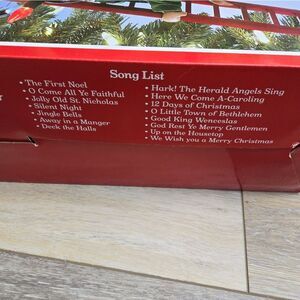 Song List
• The First Noel
• O Come All Ye Faithful
• Jolly Old St. Nicholas
• Silent Night
• Jingle Bells
• Away in a Manger
• Deck the Halls
• Hark! The Herald Angels Sing
• Here We Come A-Caroling
• 12 Days of Christmas
• O Little Town of Bethlehem
• Good King Wenceslas
• God Rest Ye Merry Gentlemen
• Up on the Housetop
• We Wish you a Merry Christmas